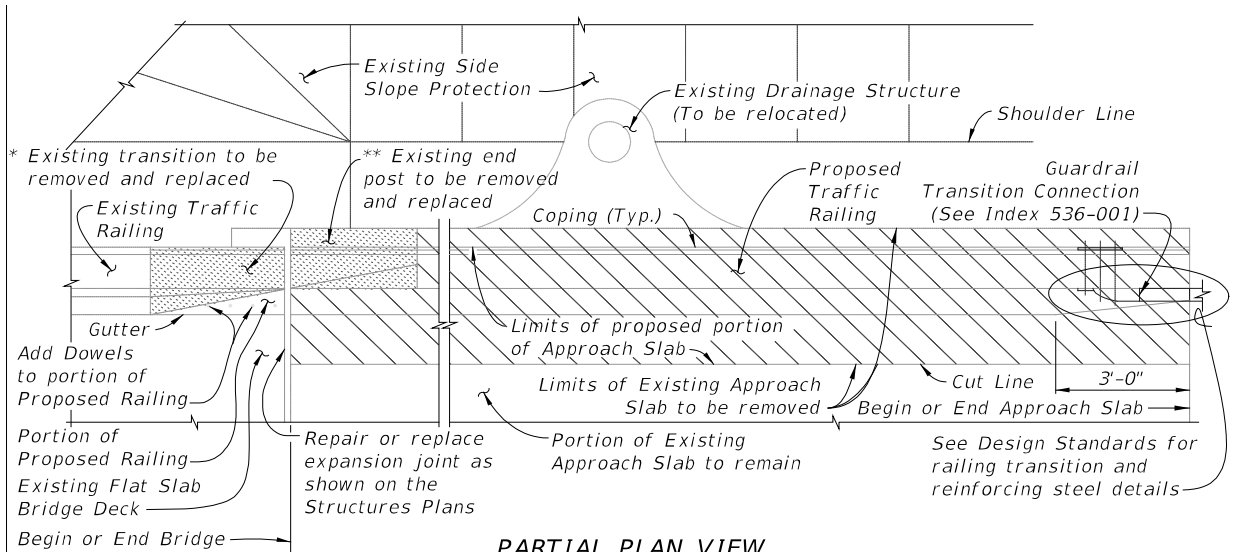 Existing Side
Slope Protection
Existing Drainage Structure
(To be relocated)
Shoulder Line
* Existing transition to be
removed and replaced
** Existing end
post to be removed
and replaced
Existing Traffic
Railing
Coping (Typ.)
Proposed
Traffic
Railing
Guardrail
Transition Connection
(See Index 536-001)
Gutter
Limits of proposed portion
of Approach Slab
Add Dowels
to portion of
Proposed Railing
Limits of Existing Approach
Slab to be removed
Cut Line
3'-0"
Begin or End Approach Slab
Portion of
Proposed Railing
Repair or replace
expansion joint as
shown on the
Structures Plans
Portion of Existing
Approach Slab to remain
See Design Standards for
railing transition and
reinforcing steel details
Existing Flat Slab
Bridge Deck
Begin or End Bridge
PARTIAL PLAN VIEW